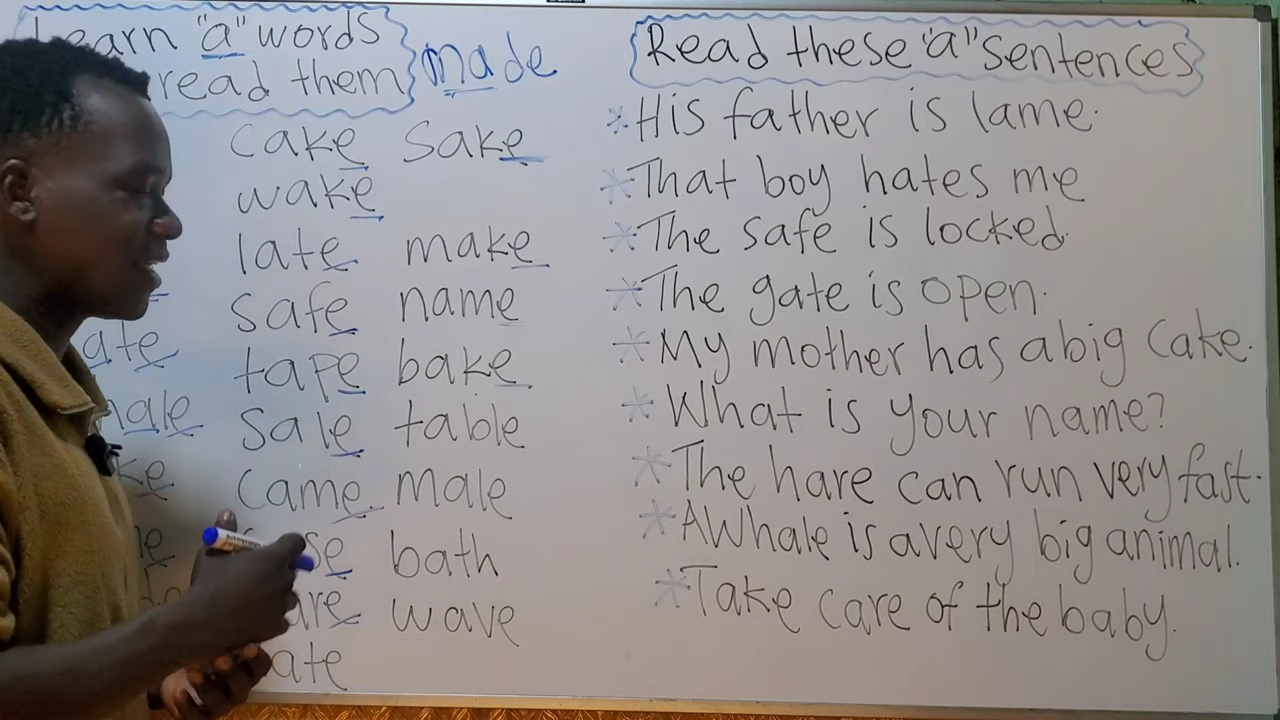 Learn "a" words
read them
made
cake sake
wake
late make
safe name
tape bake
sale table
came male
bath
wave
Read these "a" sentences
* His father is lame.
* That boy hates me
* The safe is locked.
* The gate is open.
* My mother has a big cake.
* What is your name?
* The hare can run very fast.
* A Whale is a very big animal.
* Take care of the baby.